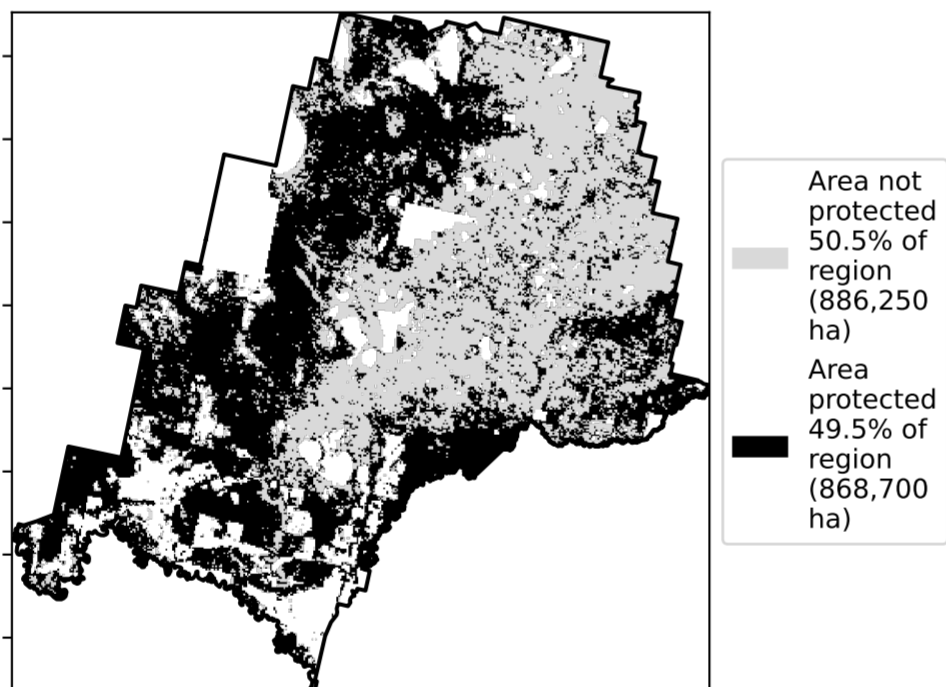 Area not
protected
50.5% of
region
(886,250
ha)
Area
protected
49.5% of
region
(868,700
ha)